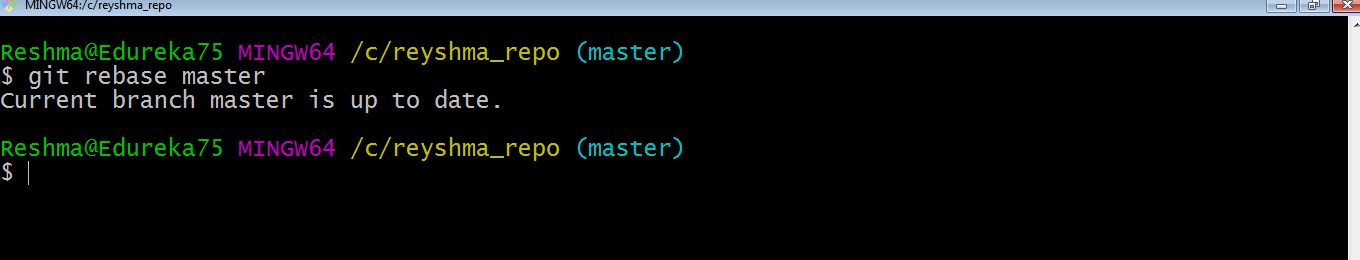 MINGW64:/c/reyshma_repo
Reshma@Edureka75 MINGW64 /c/reyshma_repo (master)
$ git rebase master
Current branch master is up to date.
Reshma@Edureka75 MINGW64 /c/reyshma_repo (master)
$